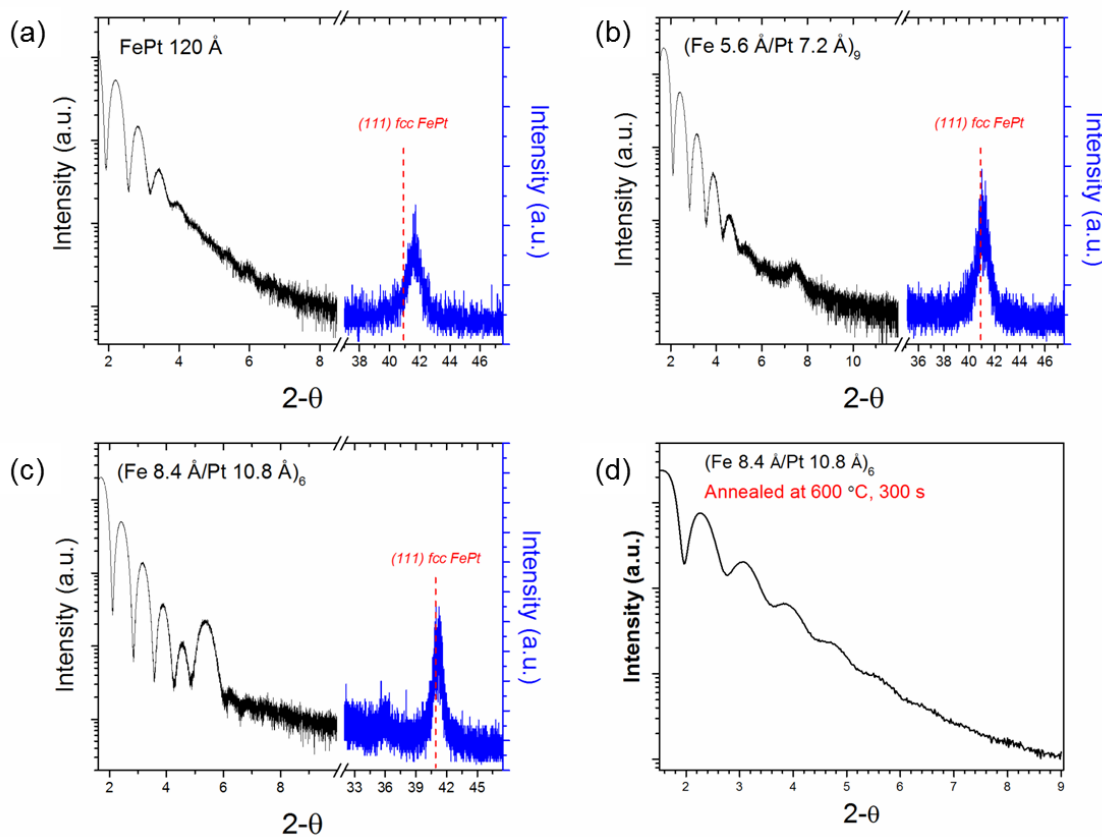 (a)
FePt 120 Å
(111) fcc FePt
Intensity (a.u.)
Intensity (a.u.)
2 4 6 8 38 40 42 44 46
2-θ
(b)
(Fe 5.6 Å/Pt 7.2 Å)₉
(111) fcc FePt
Intensity (a.u.)
Intensity (a.u.)
2 4 6 8 10 36 38 40 42 44 46
2-θ
(c)
(Fe 8.4 Å/Pt 10.8 Å)₆
(111) fcc FePt
Intensity (a.u.)
Intensity (a.u.)
2 4 6 8 33 36 39 42 45
2-θ
(d)
(Fe 8.4 Å/Pt 10.8 Å)₆
Annealed at 600 °C, 300 s
Intensity (a.u.)
2 3 4 5 6 7 8 9
2-θ